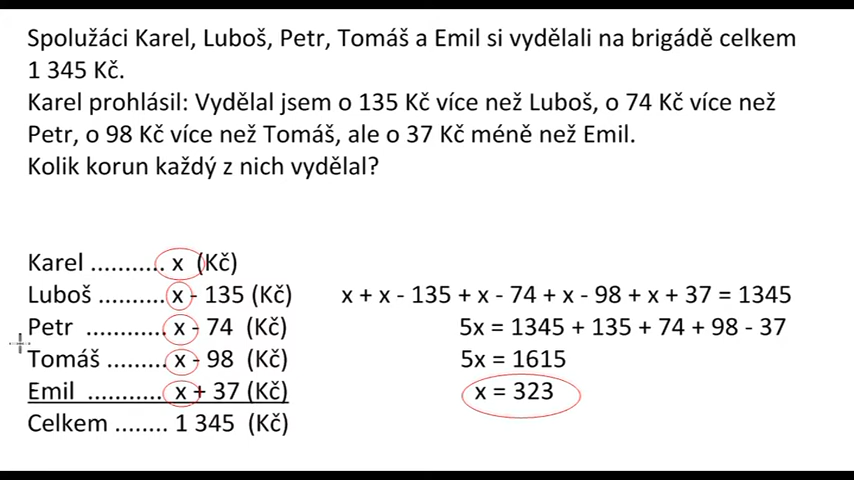 Spolužáci Karel, Luboš, Petr, Tomáš a Emil si vydělali na brigádě celkem
1 345 Kč.
Karel prohlásil: Vydělal jsem o 135 Kč více než Luboš, o 74 Kč více než
Petr, o 98 Kč více než Tomáš, ale o 37 Kč méně než Emil.
Kolik korun každý z nich vydělal?
Karel ........... x (Kč)
Luboš .......... x - 135 (Kč)
x + x - 135 + x - 74 + x - 98 + x + 37 = 1345
Petr ........... x - 74 (Kč)
5x = 1345 + 135 + 74 + 98 - 37
Tomáš ......... x - 98 (Kč)
5x = 1615
Emil ........... x + 37 (Kč)
x = 323
Celkem ........ 1 345 (Kč)